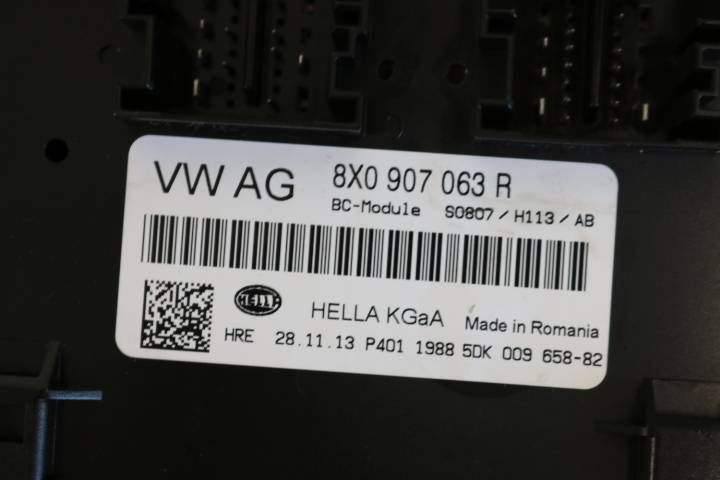 VW AG 8X0 907 063 R
BC-Module S0807 / H113 / AB
HELLA HELLA KGaA Made in Romania
HRE 28.11.13 P401 1988 5DK 009 658-82